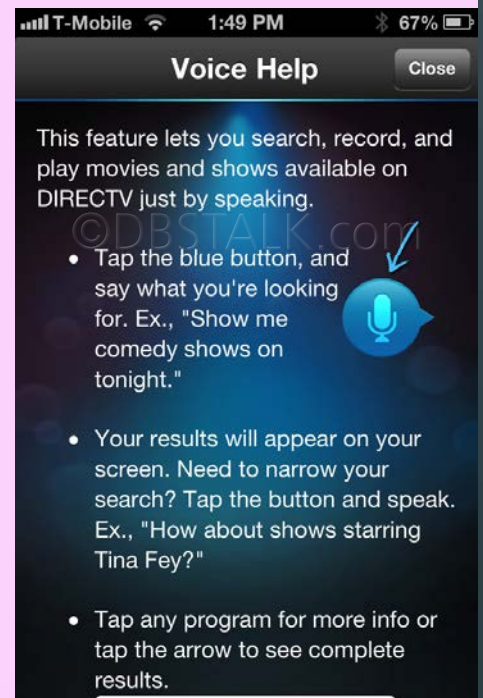 T-Mobile 1:49 PM 67%
Voice Help Close
This feature lets you search, record, and
play movies and shows available on
DIRECTV just by speaking.
©DBSTALK.com
• Tap the blue button, and
say what you're looking
for. Ex., "Show me
comedy shows on
tonight."
• Your results will appear on your
screen. Need to narrow your
search? Tap the button and speak.
Ex., "How about shows starring
Tina Fey?"
• Tap any program for more info or
tap the arrow to see complete
results.